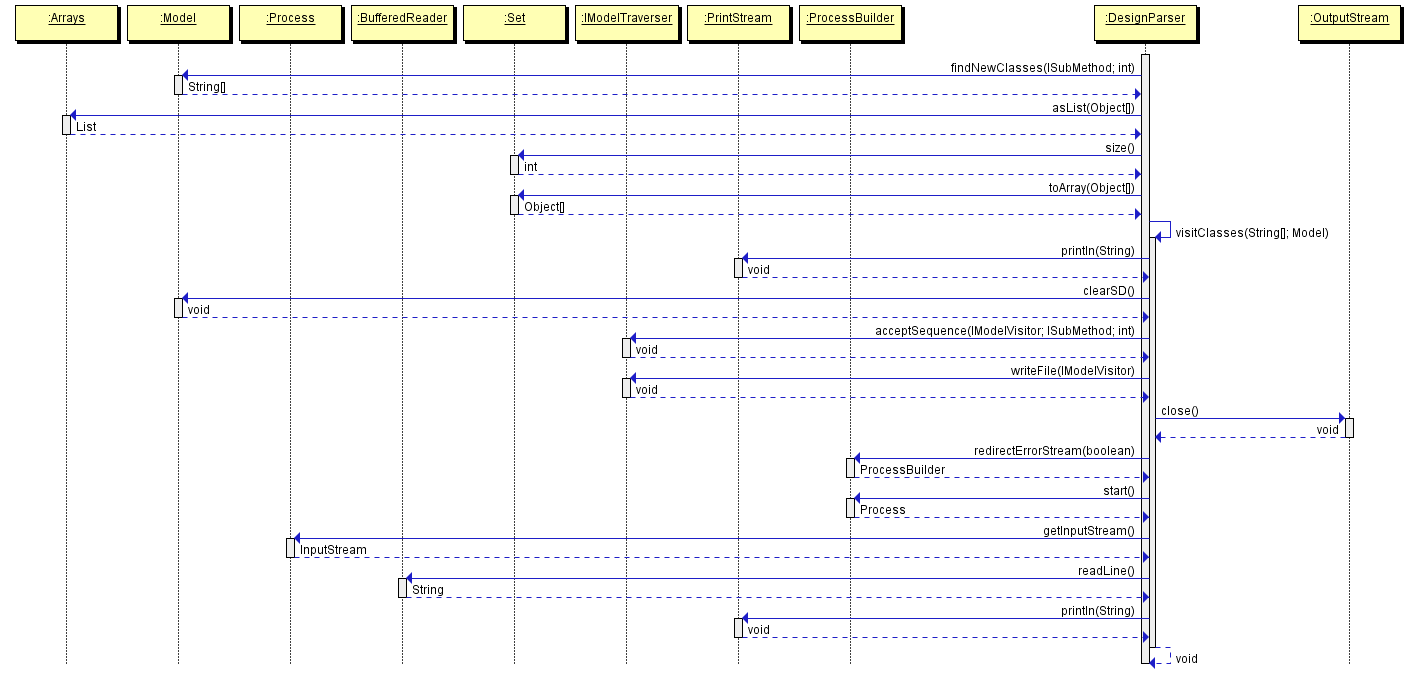 :Arrays
:Model
:Process
:BufferedReader
:Set
:IModelTraverser
:PrintStream
:ProcessBuilder
:DesignParser
:OutputStream
findNewClasses(ISubMethod; int)
String[]
asList(Object[])
List
size()
int
toArray(Object[])
Object[]
visitClasses(String[]; Model)
println(String)
void
clearSD()
void
acceptSequence(IModelVisitor; ISubMethod; int)
void
writeFile(IModelVisitor)
void
close()
void
redirectErrorStream(boolean)
ProcessBuilder
start()
Process
getInputStream()
InputStream
readLine()
String
println(String)
void
void